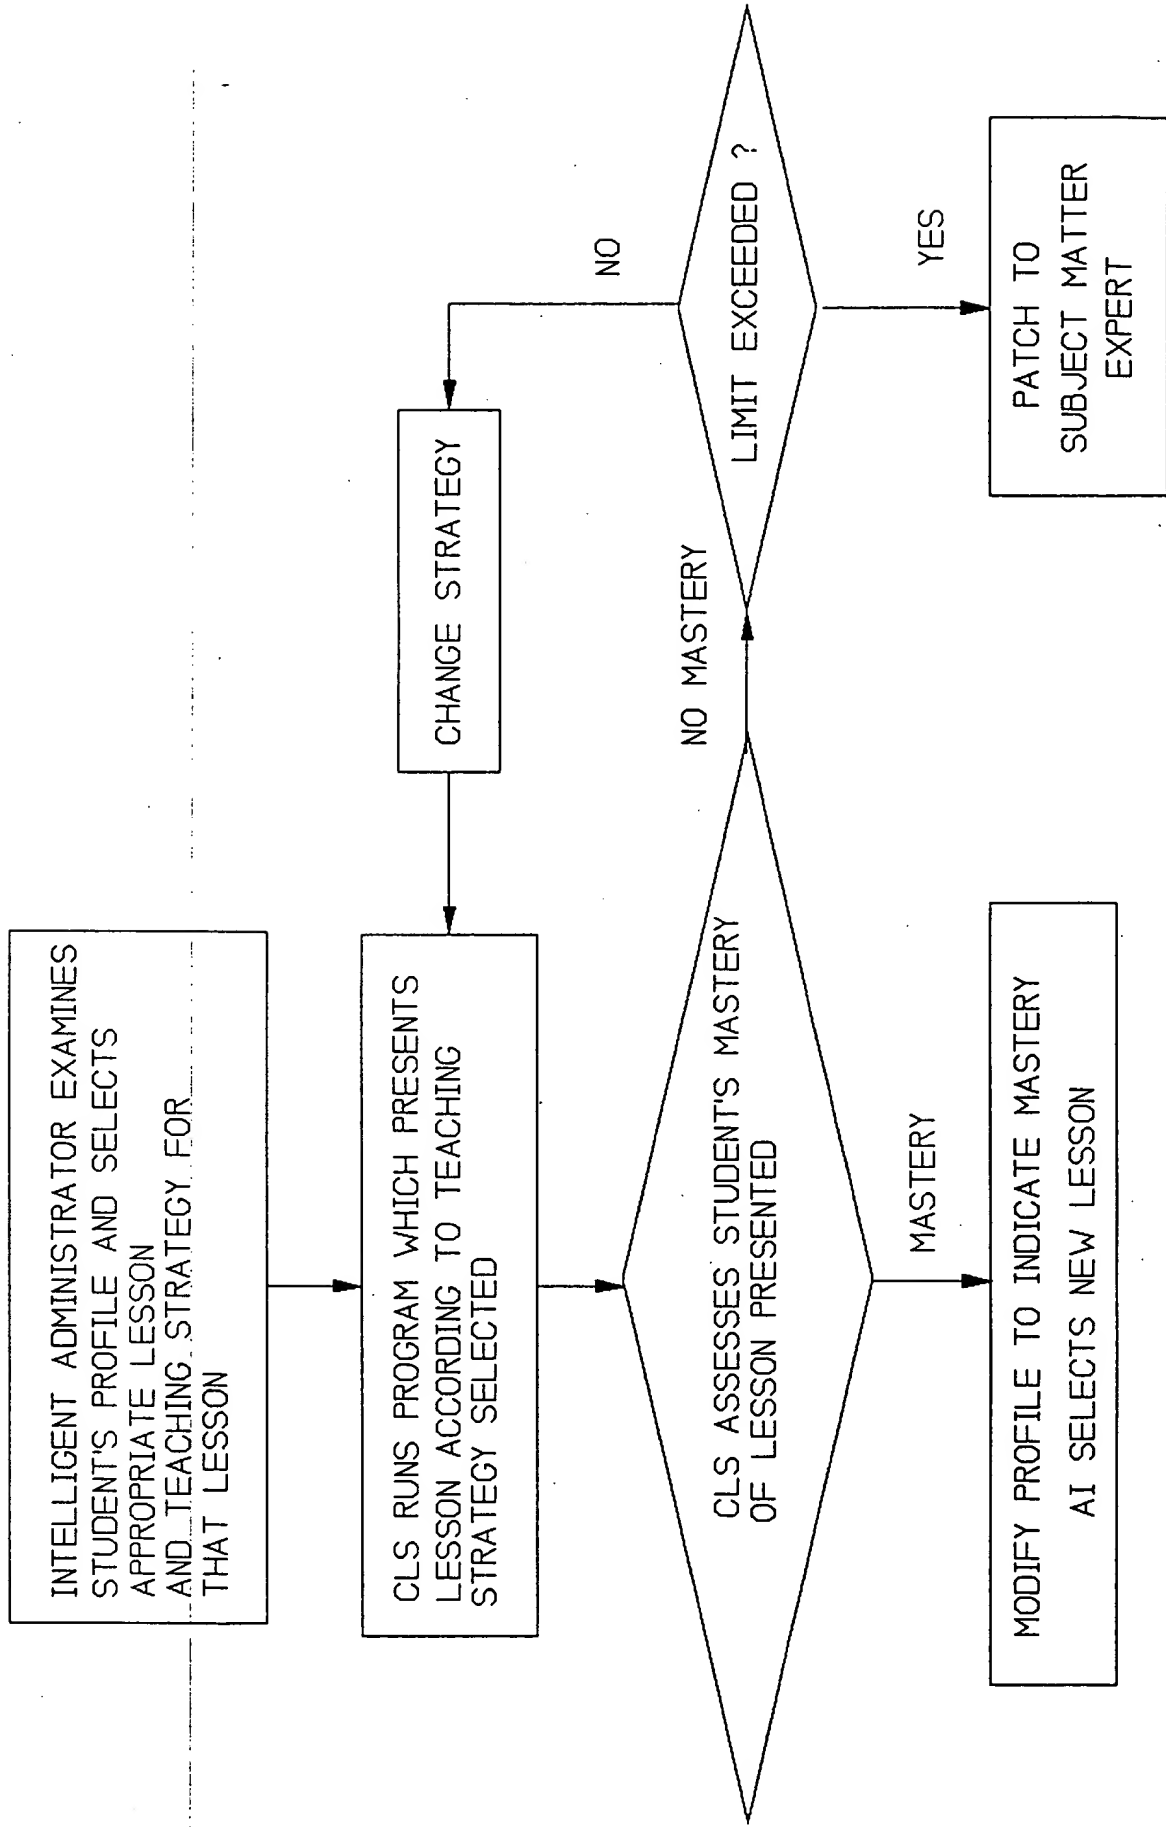 INTELLIGENT ADMINISTRATOR EXAMINES
STUDENT'S PROFILE AND SELECTS
APPROPRIATE LESSON
AND TEACHING STRATEGY FOR
THAT LESSON
CLS RUNS PROGRAM WHICH PRESENTS
LESSON ACCORDING TO TEACHING
STRATEGY SELECTED
CHANGE STRATEGY
NO
CLS ASSESSES STUDENT'S MASTERY
OF LESSON PRESENTED
NO MASTERY
LIMIT EXCEEDED ?
MASTERY
YES
MODIFY PROFILE TO INDICATE MASTERY
AI SELECTS NEW LESSON
PATCH TO
SUBJECT MATTER
EXPERT